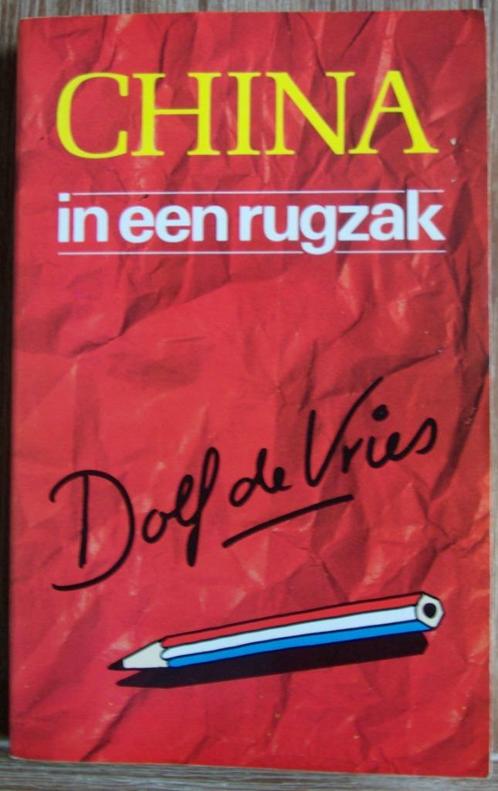 CHINA
in een rugzak
Dolf de Vries